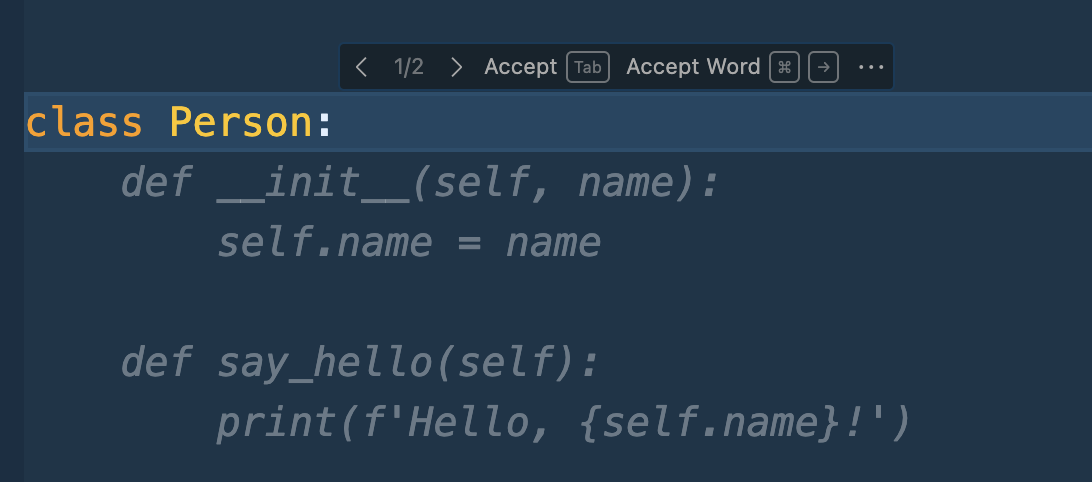 1/2 Accept Tab Accept Word ⌘ → ···
class Person:
    def __init__(self, name):
        self.name = name

    def say_hello(self):
        print(f'Hello, {self.name}!')